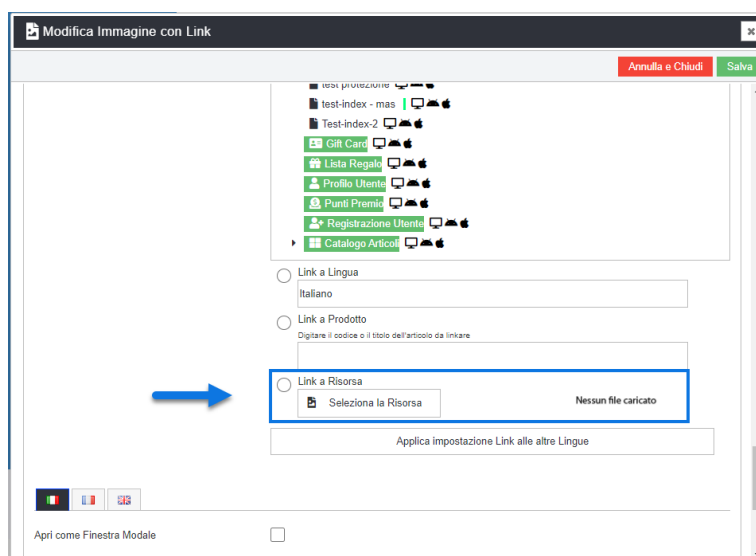 Modifica Immagine con Link
Annulla e Chiudi
Salva
test protezione
test-index - mas
Test-index-2
Gift Card
Lista Regalo
Profilo Utente
Punti Premio
Registrazione Utente
Catalogo Articoli
Link a Lingua
Italiano
Link a Prodotto
Digitare il codice o il titolo dell'articolo da linkare
Link a Risorsa
Seleziona la Risorsa
Nessun file caricato
Applica impostazione Link alle altre Lingue
Apri come Finestra Modale